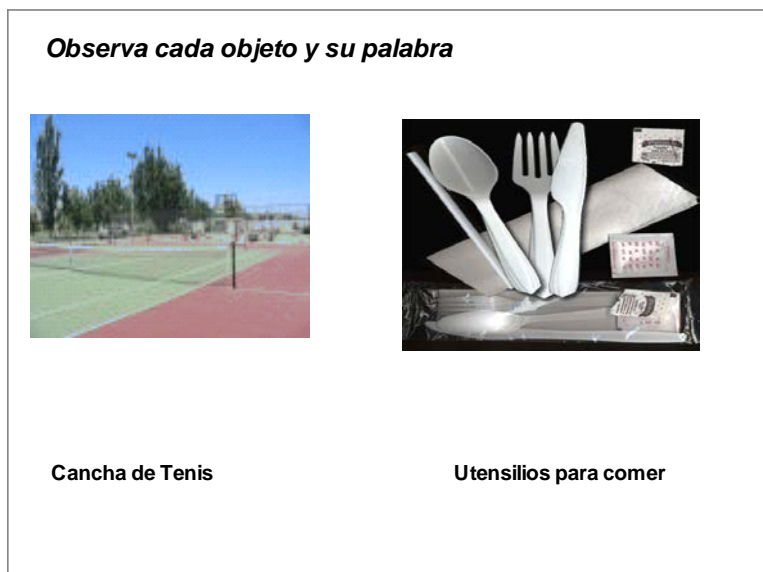 Observa cada objeto y su palabra
Cancha de Tenis
Utensilios para comer